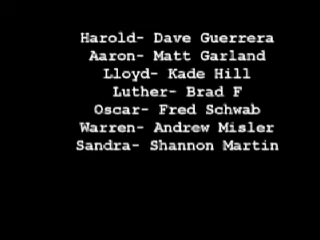 Harold- Dave Guerrera
Aaron- Matt Garland
Lloyd- Kade Hill
Luther- Brad F
Oscar- Fred Schwab
Warren- Andrew Misler
Sandra- Shannon Martin